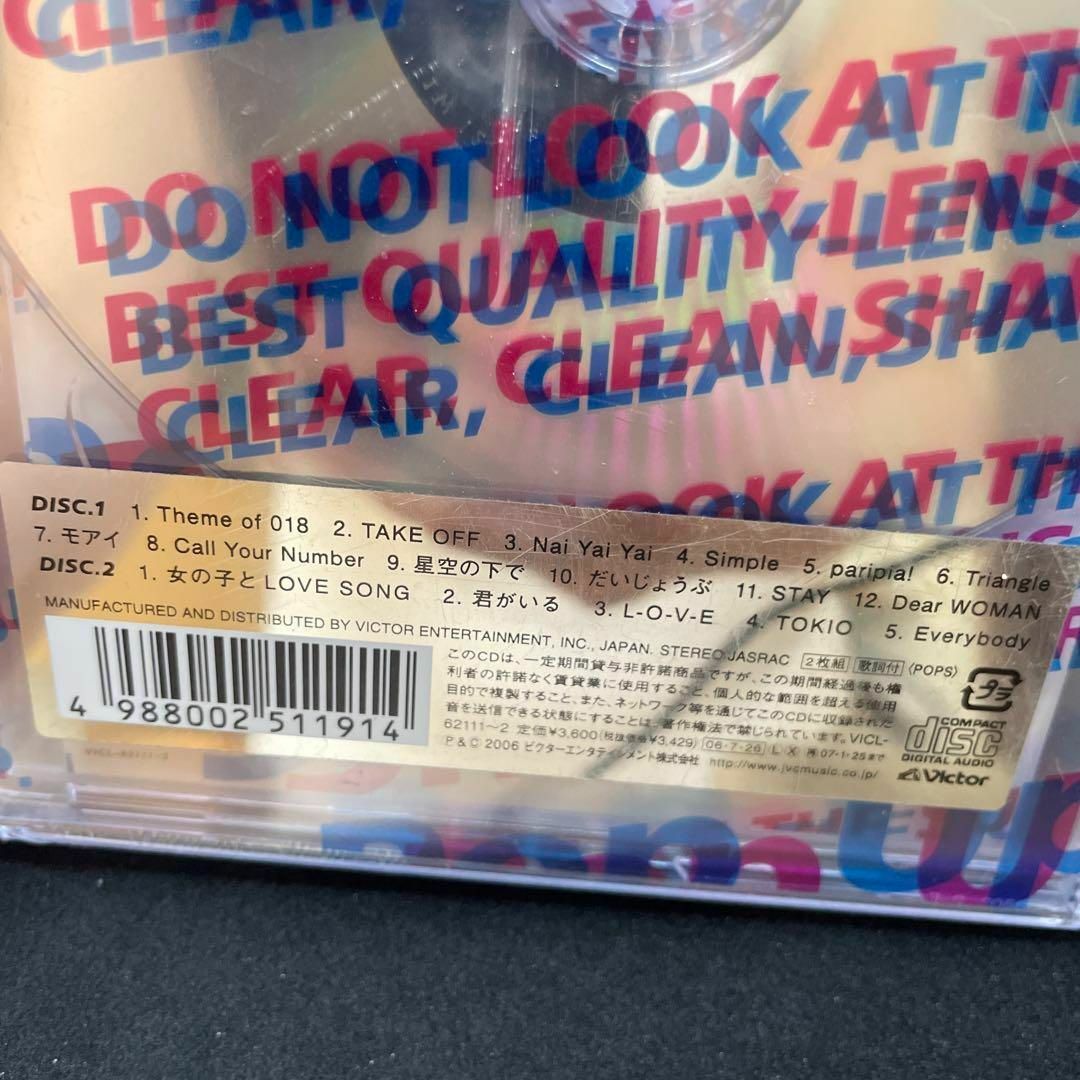 CLEAR,
DO NOT LOOK AT TH
BEST QUALITY-LENS
CLEAR, CLEAN, SHA
LOOK AT TH
DISC.1 1. Theme of 018 2. TAKE OFF 3. Nai Yai Yai 4. Simple 5. paripia! 6. Triangle
7. モアイ 8. Call Your Number 9. 星空の下で 10. だいじょうぶ 11. STAY 12. Dear WOMAN
DISC.2 1. 女の子と LOVE SONG 2. 君がいる 3. L-O-V-E 4. TOKIO 5. Everybody
MANUFACTURED AND DISTRIBUTED BY VICTOR ENTERTAINMENT, INC., JAPAN. STEREO JASRAC 2枚組 歌詞付 〈POPS〉
このCDは、一定期間貸与非許諾商品ですが、この期間経過後も権
利者の許諾なく賃貸業に使用すること、個人的な範囲を超える使用
目的で複製すること、また、ネットワーク等を通じてこのCDに収録された
音を送信できる状態にすることは、著作権法で禁じられています。VICL-
62111〜2 定価¥3,600(税抜価格¥3,429) 06・7・26 L X 再07・1・25まで
P & C 2006 ビクターエンタテインメント株式会社 http://www.jvcmusic.co.jp/
4 988002 511914
COMPACT
disc
DIGITAL AUDIO
Victor